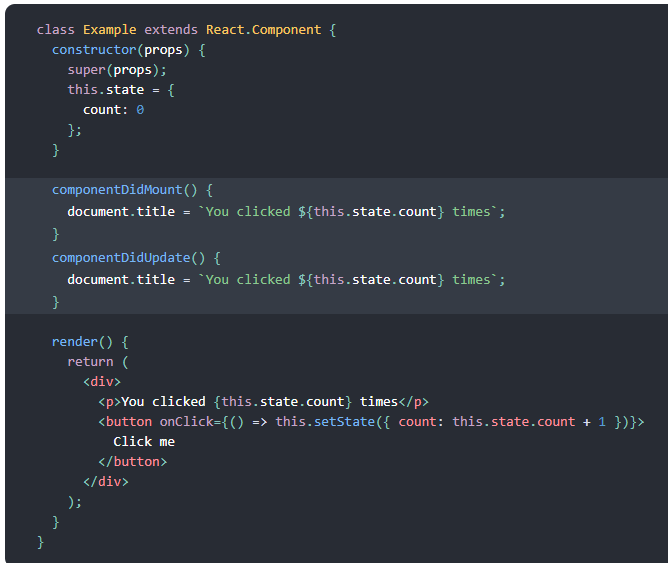 class Example extends React.Component {
  constructor(props) {
    super(props);
    this.state = {
      count: 0
    };
  }
  componentDidMount() {
    document.title = `You clicked ${this.state.count} times`;
  }
  componentDidUpdate() {
    document.title = `You clicked ${this.state.count} times`;
  }
  render() {
    return (
      <div>
        <p>You clicked {this.state.count} times</p>
        <button onClick={() => this.setState({ count: this.state.count + 1 })}>
          Click me
        </button>
      </div>
    );
  }
}